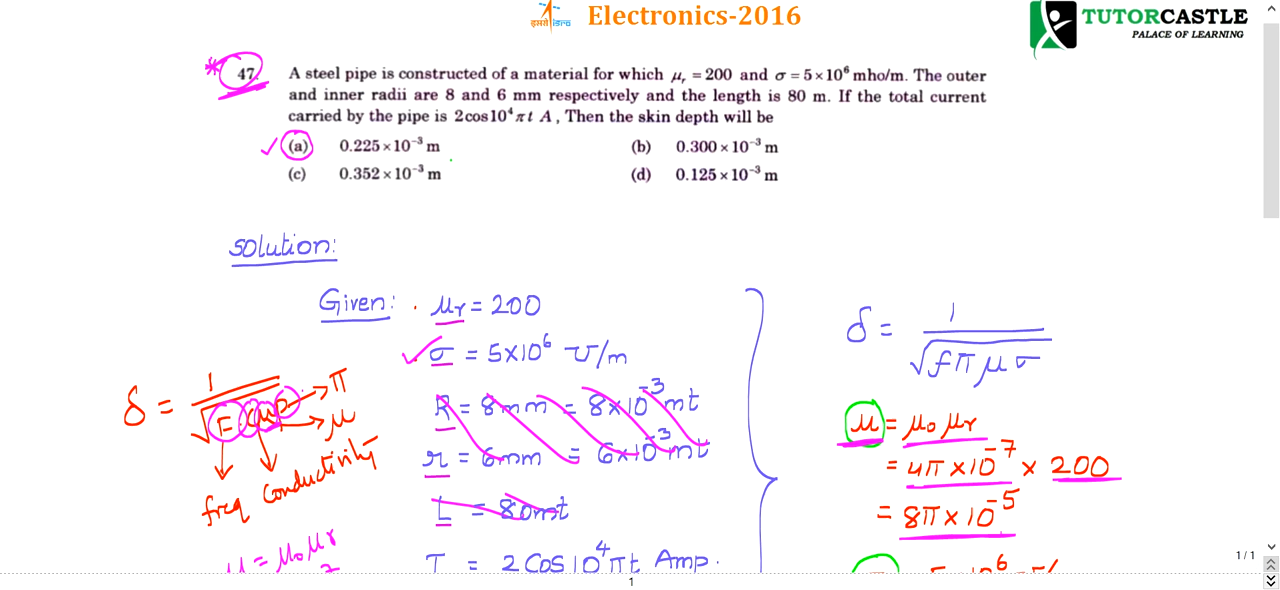 इसरो isro Electronics-2016
TUTORCASTLE
PALACE OF LEARNING
* 47. A steel pipe is constructed of a material for which μr = 200 and σ = 5×10⁶ mho/m. The outer
and inner radii are 8 and 6 mm respectively and the length is 80 m. If the total current
carried by the pipe is 2cos10⁴πt A, Then the skin depth will be
✓ (a) 0.225×10⁻³ m (b) 0.300×10⁻³ m
(c) 0.352×10⁻³ m (d) 0.125×10⁻³ m
Solution:
Given: μr = 200
✓ σ = 5×10⁶ ℧/m
R = 8mm = 8×10⁻³ mt
r = 6mm = 6×10⁻³ mt
L = 80mt
I = 2 Cos 10⁴πt Amp.
δ = 1/√
→ π
→ μ
freq conductivity
μ = μ₀μr
δ = 1/√fπμσ
μ = μ₀μr
= 4π×10⁻⁷ × 200
= 8π×10⁻⁵
1 / 1
1